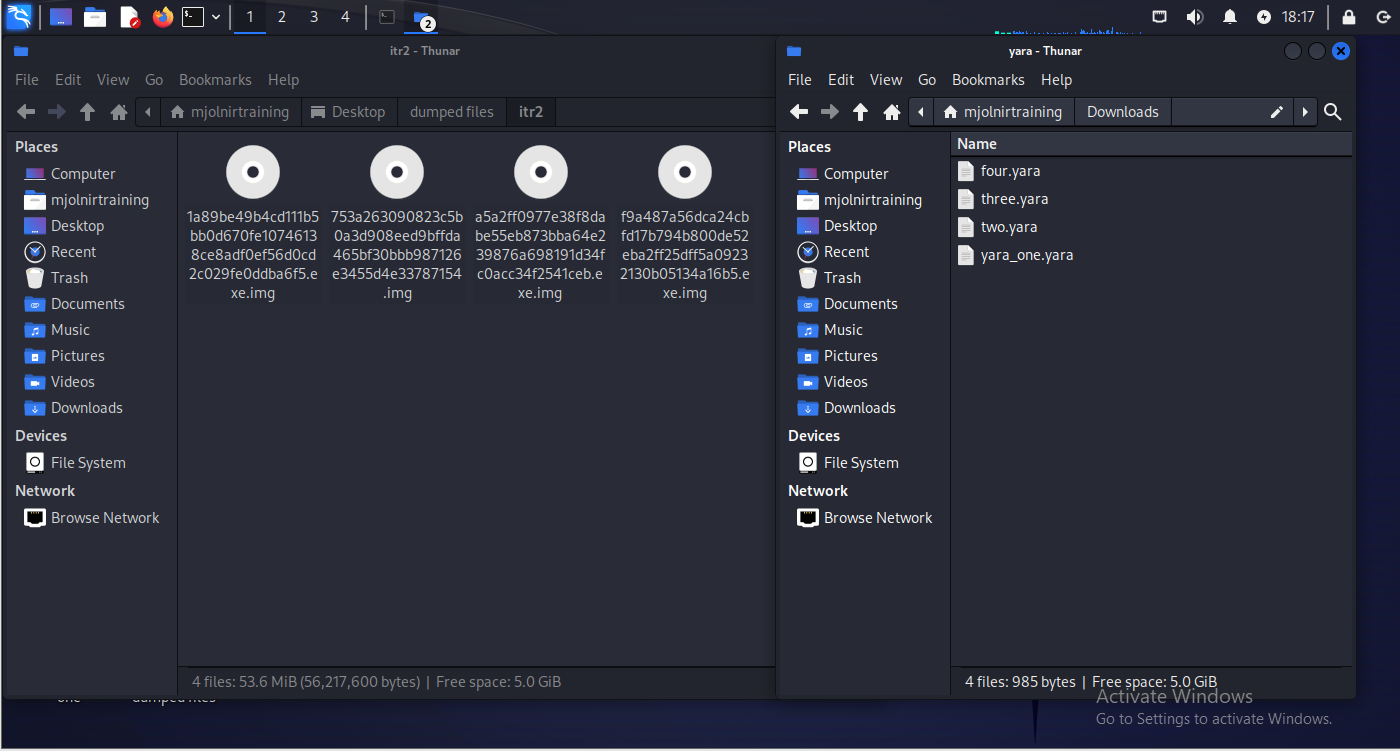 1 2 3 4 2 18:17
itr2 - Thunar
File Edit View Go Bookmarks Help
mjolnirtraining Desktop dumped files itr2
Places
Computer
mjolnirtraining
Desktop
Recent
Trash
Documents
Music
Pictures
Videos
Downloads
Devices
File System
Network
Browse Network
1a89be49b4cd111b5
bb0d670fe1074613
8ce8adf0ef56d0cd
2c029fe0ddba6f5.e
xe.img
753a263090823c5b
0a3d908eed9bffda
465bf30bbb987126
e3455d4e33787154
.img
a5a2ff0977e38f8da
be55eb873bba64e2
39876a698191d34f
c0acc34f2541ceb.e
xe.img
f9a487a56dca24cb
fd17b794b800de52
eba2ff25dff5a0923
2130b05134a16b5.e
xe.img
4 files: 53.6 MiB (56,217,600 bytes) | Free space: 5.0 GiB
yara - Thunar
File Edit View Go Bookmarks Help
mjolnirtraining Downloads
Places
Computer
mjolnirtraining
Desktop
Recent
Trash
Documents
Music
Pictures
Videos
Downloads
Devices
File System
Network
Browse Network
Name
four.yara
three.yara
two.yara
yara_one.yara
4 files: 985 bytes | Free space: 5.0 GiB
one dumped files
Activate Windows
Go to Settings to activate Windows.